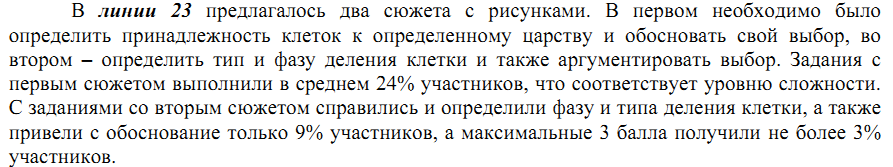 В линии 23 предлагалось два сюжета с рисунками. В первом необходимо было
определить принадлежность клеток к определенному царству и обосновать свой выбор, во
втором – определить тип и фазу деления клетки и также аргументировать выбор. Задания с
первым сюжетом выполнили в среднем 24% участников, что соответствует уровню сложности.
С заданиями со вторым сюжетом справились и определили фазу и типа деления клетки, а также
привели с обоснование только 9% участников, а максимальные 3 балла получили не более 3%
участников.